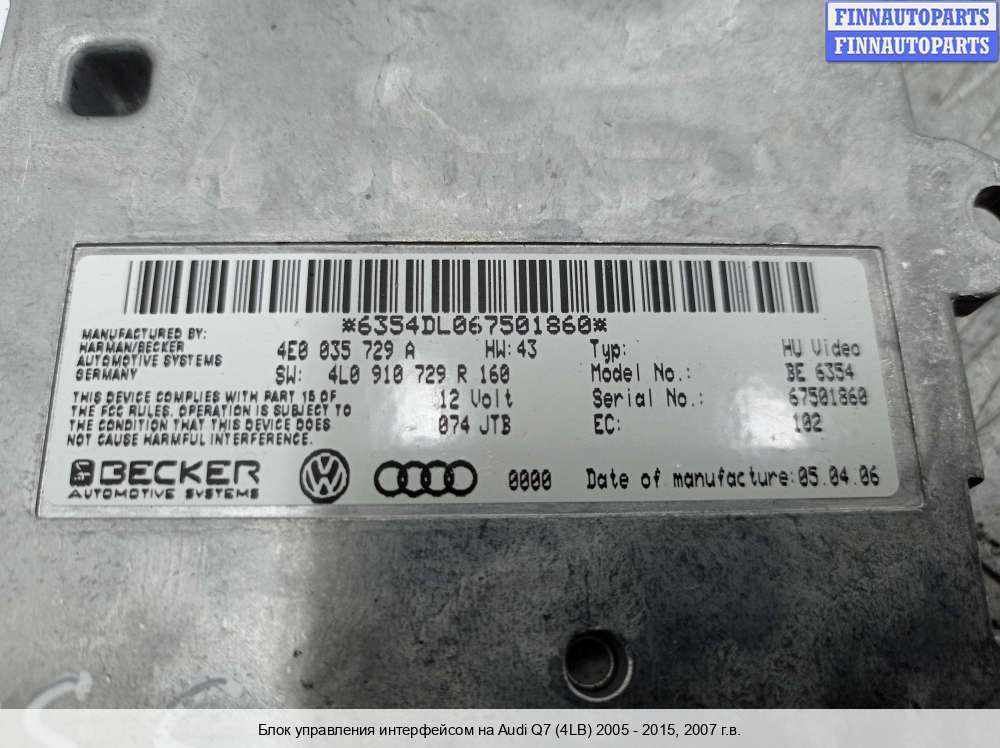 FINNAUTOPARTS
FINNAUTOPARTS
*6354DL067501860*
MANUFACTURED BY:
HARMAN/BECKER
AUTOMOTIVE SYSTEMS
GERMANY
4E0 035 729 A HW:43
SW: 4L0 910 729 R 160
12 Volt
074 JTB
Typ: HU Video
Model No.: BE 6354
Serial No.: 67501860
EC: 102
THIS DEVICE COMPLIES WITH PART 15 OF
THE FCC RULES. OPERATION IS SUBJECT TO
THE CONDITION THAT THIS DEVICE DOES
NOT CAUSE HARMFUL INTERFERENCE.
BECKER
AUTOMOTIVE SYSTEMS
0000 Date of manufacture:05.04.06
Блок управления интерфейсом на Audi Q7 (4LB) 2005 - 2015, 2007 г.в.